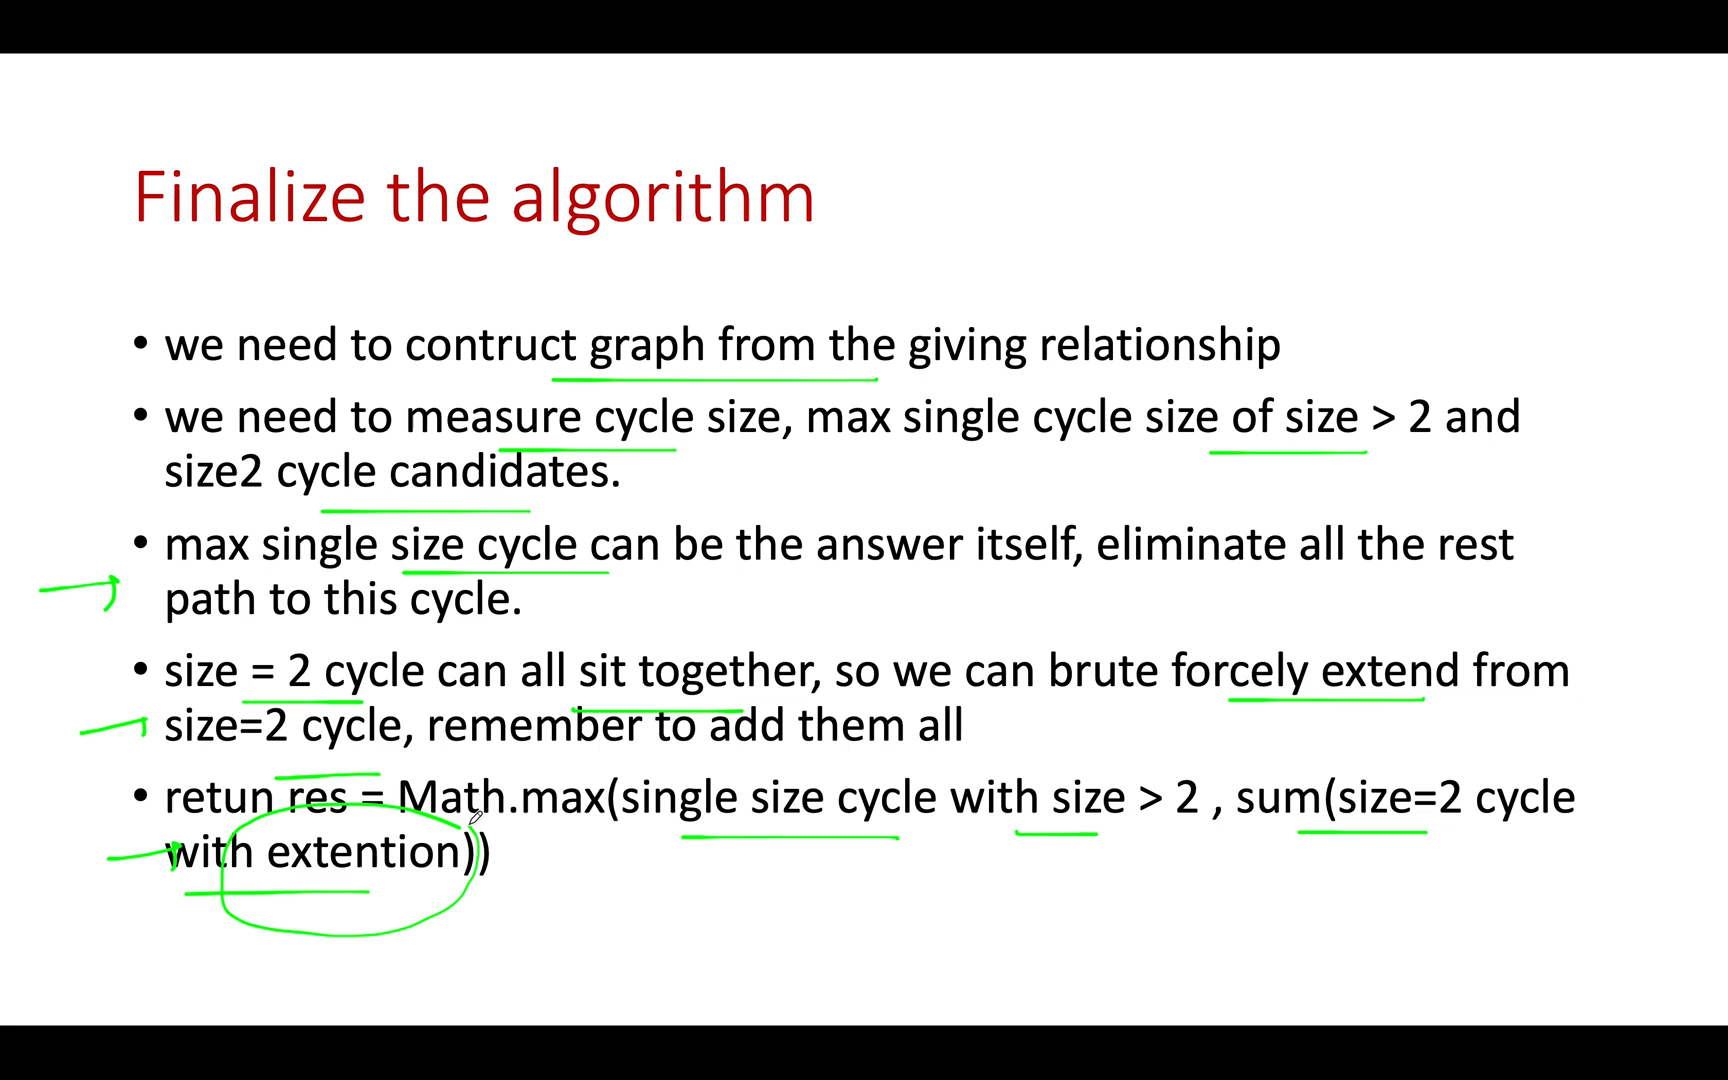 Finalize the algorithm
• we need to contruct graph from the giving relationship
• we need to measure cycle size, max single cycle size of size > 2 and
size2 cycle candidates.
• max single size cycle can be the answer itself, eliminate all the rest
path to this cycle.
• size = 2 cycle can all sit together, so we can brute forcely extend from
size=2 cycle, remember to add them all
• retun res = Math.max(single size cycle with size > 2 , sum(size=2 cycle
with extention))